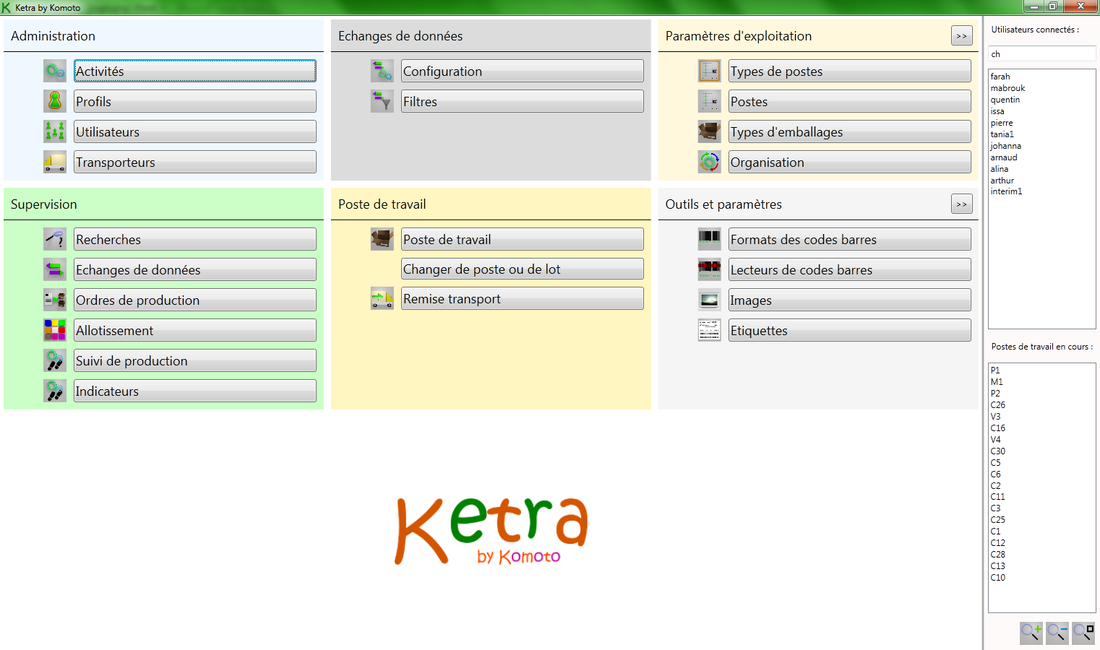 Ketra by Komoto
Administration
Activités
Profils
Utilisateurs
Transporteurs
Echanges de données
Configuration
Filtres
Paramètres d'exploitation
>>
Types de postes
Postes
Types d'emballages
Organisation
Supervision
Recherches
Echanges de données
Ordres de production
Allotissement
Suivi de production
Indicateurs
Poste de travail
Poste de travail
Changer de poste ou de lot
Remise transport
Outils et paramètres
>>
Formats des codes barres
Lecteurs de codes barres
Images
Etiquettes
Ketra
by Komoto
Utilisateurs connectés :
ch
farah
mabrouk
quentin
issa
pierre
tania1
johanna
arnaud
alina
arthur
interim1
Postes de travail en cours :
P1
M1
P2
C26
V3
C16
V4
C30
C5
C6
C2
C11
C3
C25
C1
C12
C28
C13
C10